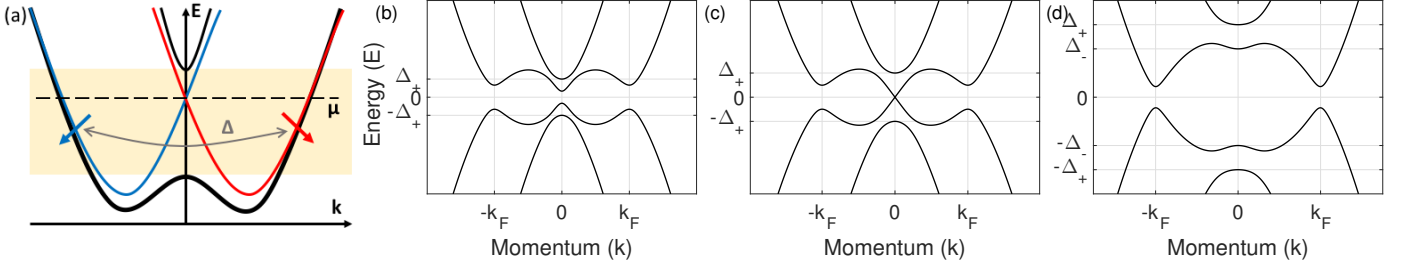 (a)
E
μ
Δ
k
(b)
Energy (E)
Δ+
0
-Δ+
-kF
0
kF
Momentum (k)
(c)
Δ+
0
-Δ+
-kF
0
kF
Momentum (k)
(d)
Δ+
Δ-
0
-Δ-
-Δ+
-kF
0
kF
Momentum (k)